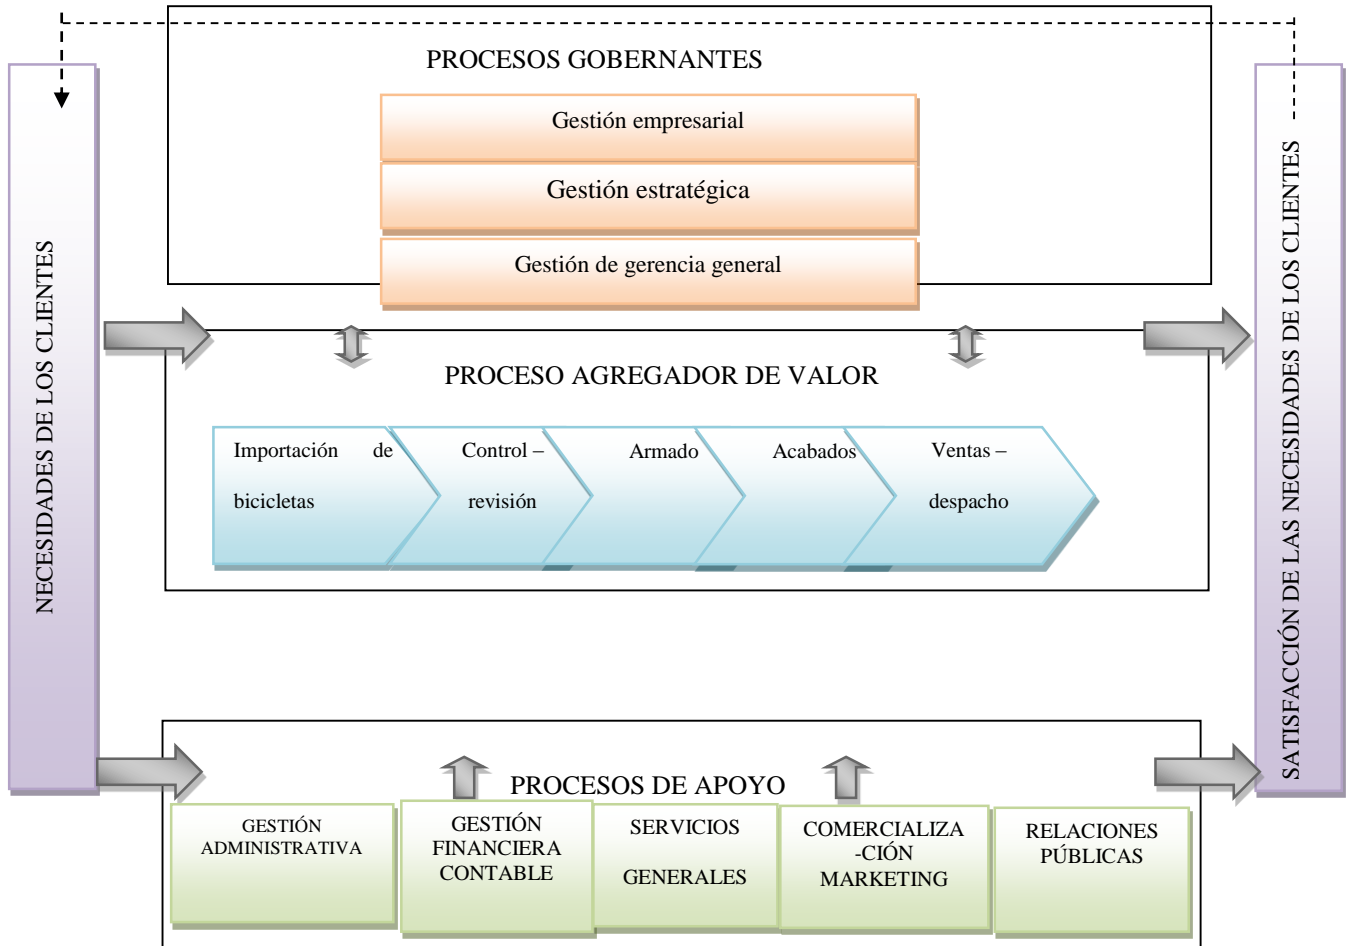 PROCESOS GOBERNANTES
Gestión empresarial
Gestión estratégica
Gestión de gerencia general
NECESIDADES DE LOS CLIENTES
SATISFACCIÓN DE LAS NECESIDADES DE LOS CLIENTES
PROCESO AGREGADOR DE VALOR
Importación de
bicicletas
Control –
revisión
Armado
Acabados
Ventas –
despacho
PROCESOS DE APOYO
GESTIÓN
ADMINISTRATIVA
GESTIÓN
FINANCIERA
CONTABLE
SERVICIOS
GENERALES
COMERCIALIZA
-CIÓN
MARKETING
RELACIONES
PÚBLICAS